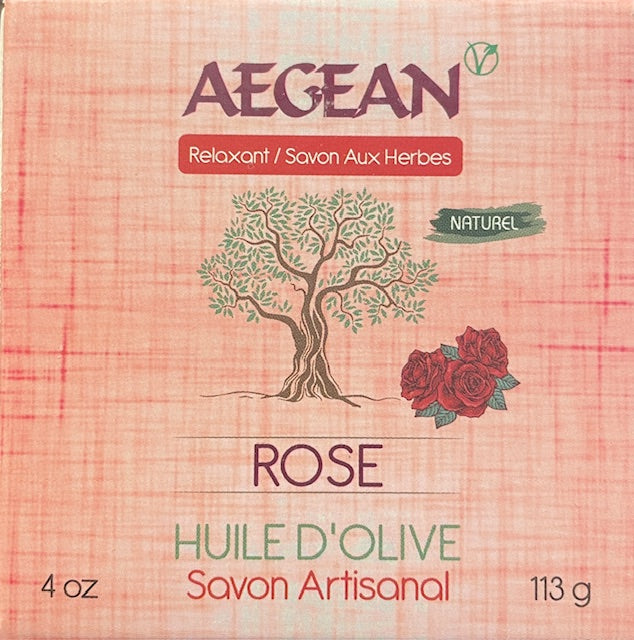 AEGEAN
Relaxant / Savon Aux Herbes
NATUREL
ROSE
HUILE D'OLIVE
4 oz Savon Artisanal 113 g